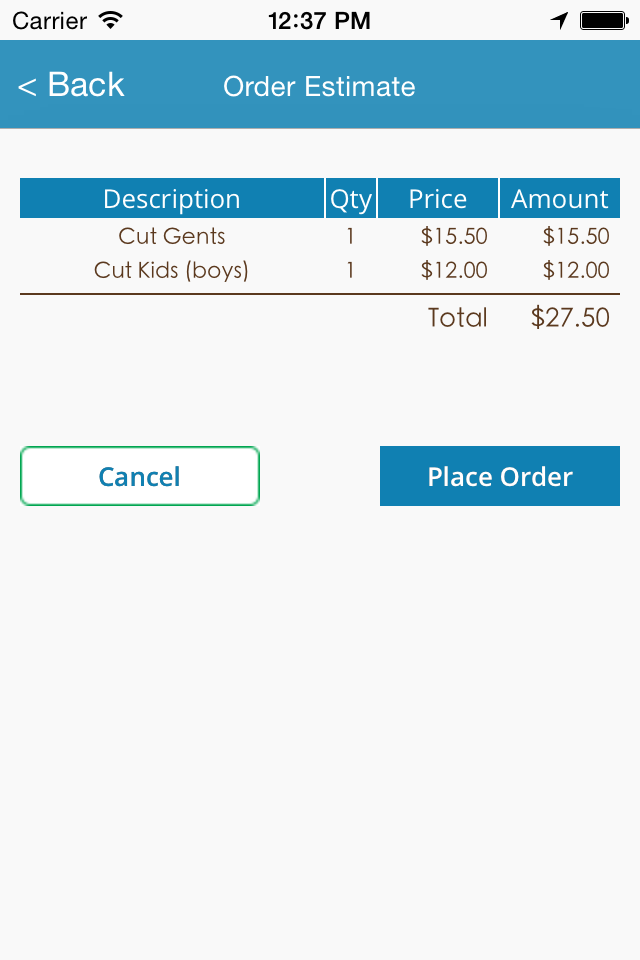 Carrier 12:37 PM
< Back Order Estimate
Description Qty Price Amount
Cut Gents 1 $15.50 $15.50
Cut Kids (boys) 1 $12.00 $12.00
Total $27.50
Cancel Place Order